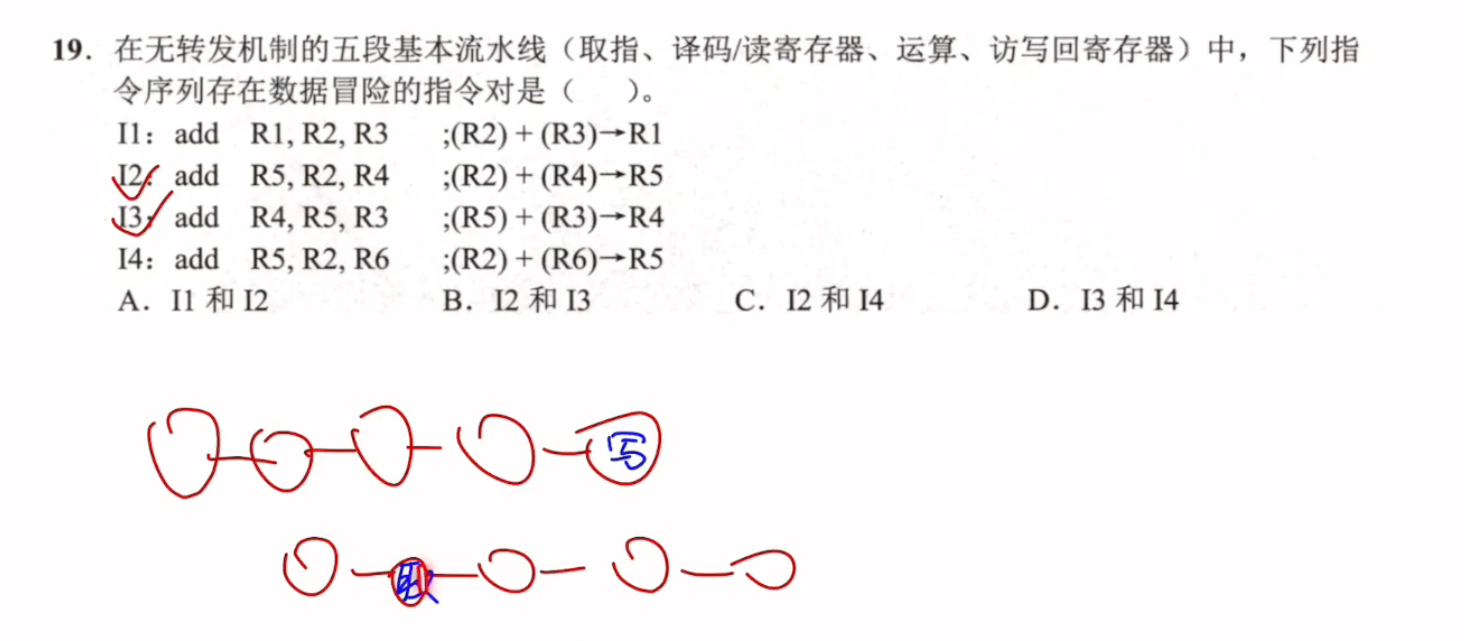 19. 在无转发机制的五段基本流水线（取指、译码/读寄存器、运算、访写回寄存器）中，下列指
令序列存在数据冒险的指令对是（ ）。
I1: add R1, R2, R3 ;(R2) + (R3)→R1
I2: add R5, R2, R4 ;(R2) + (R4)→R5
I3: add R4, R5, R3 ;(R5) + (R3)→R4
I4: add R5, R2, R6 ;(R2) + (R6)→R5
A. I1 和 I2 B. I2 和 I3 C. I2 和 I4 D. I3 和 I4
写
取